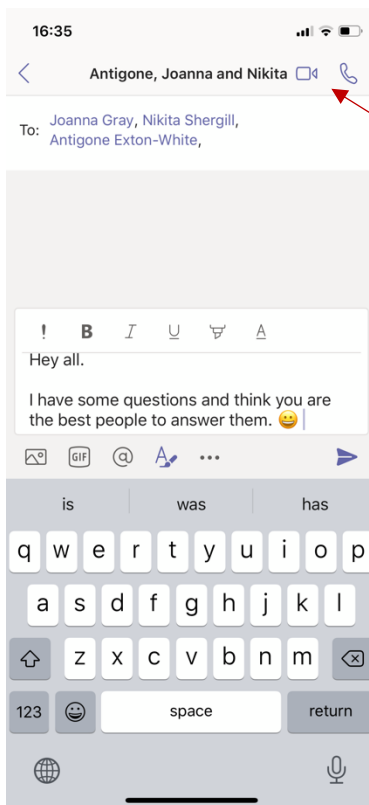 16:35
Antigone, Joanna and Nikita
To: Joanna Gray, Nikita Shergill,
Antigone Exton-White,
! B I U A
Hey all.
I have some questions and think you are
the best people to answer them. 😀
GIF @ A ...
is was has
q w e r t y u i o p
a s d f g h j k l
z x c v b n m
123 space return